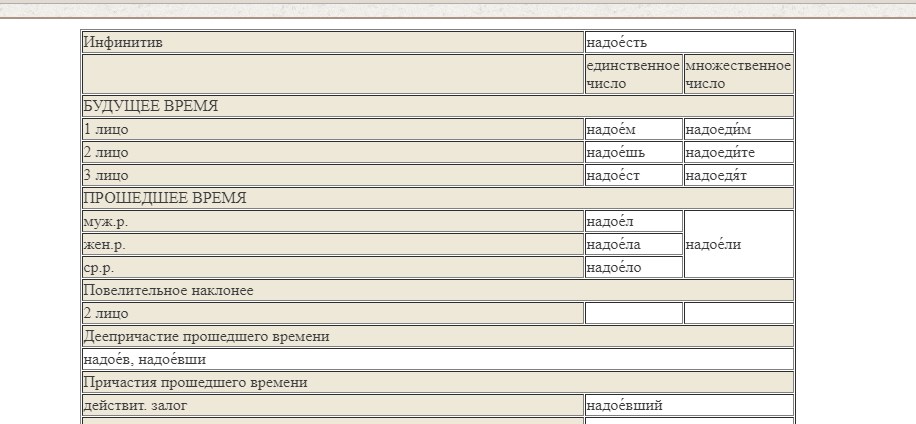 Инфинитив надое́сть
единственное число множественное число
БУДУЩЕЕ ВРЕМЯ
1 лицо надое́м надоеди́м
2 лицо надое́шь надоеди́те
3 лицо надое́ст надоедя́т
ПРОШЕДШЕЕ ВРЕМЯ
муж.р. надое́л
жен.р. надое́ла надое́ли
ср.р. надое́ло
Повелительное наклонее
2 лицо
Деепричастие прошедшего времени
надое́в, надое́вши
Причастия прошедшего времени
действит. залог надое́вший